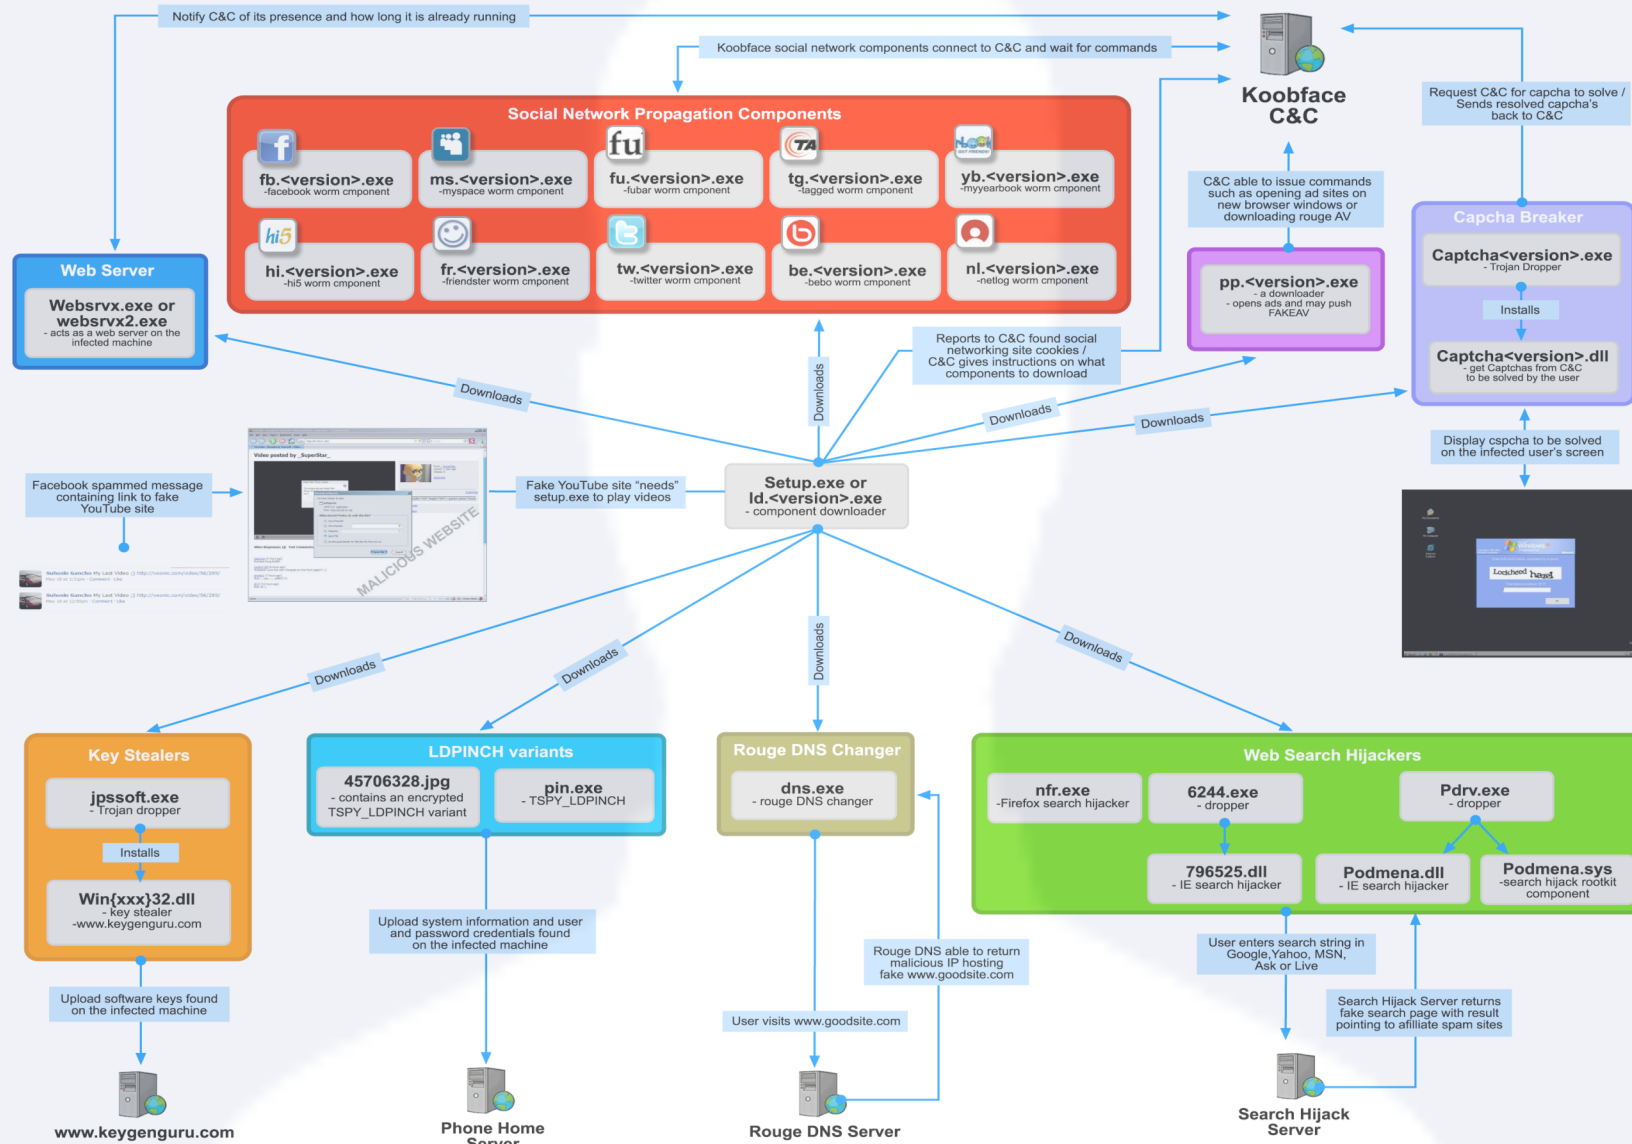 Notify C&C of its presence and how long it is already running
Koobface social network components connect to C&C and wait for commands
Koobface
C&C
Request C&C for capcha to solve /
Sends resolved capcha's
back to C&C
Social Network Propagation Components
f
fu
TA
fb.<version>.exe
-facebook worm cmponent
ms.<version>.exe
-myspace worm cmponent
fu.<version>.exe
-fubar worm cmponent
tg.<version>.exe
-tagged worm cmponent
yb.<version>.exe
-myyearbook worm cmponent
hi5
hi.<version>.exe
-hi5 worm cmponent
fr.<version>.exe
-friendster worm cmponent
tw.<version>.exe
-twitter worm component
be.<version>.exe
-bebo worm component
nl.<version>.exe
-netlog worm component
C&C able to issue commands
such as opening ad sites on
new browser windows or
downloading rouge AV
Capcha Breaker
Captcha<version>.exe
- Trojan Dropper
Installs
Captcha<version>.dll
- get Captchas from C&C
to be solved by the user
Web Server
Websrvx.exe or
websrvx2.exe
- acts as a web server on the
infected machine
pp.<version>.exe
- a downloader
- opens ads and may push
FAKEAV
Reports to C&C found social
networking site cookies /
C&C gives instructions on what
components to download
Downloads
Downloads
Downloads
Downloads
Display cspcha to be solved
on the infected user's screen
Facebook spammed message
containing link to fake
YouTube site
Video posted by _SuperStar_
MALICIOUS WEBSITE
Fake YouTube site “needs”
setup.exe to play videos
Setup.exe or
ld.<version>.exe
- component downloader
Lockheed
Downloads
Downloads
Downloads
Downloads
Key Stealers
jpssoft.exe
- Trojan dropper
Installs
Win{xxx}32.dll
- key stealer
-www.keygenguru.com
LDPINCH variants
45706328.jpg
- contains an encrypted
TSPY_LDPINCH variant
pin.exe
- TSPY_LDPINCH
Rouge DNS Changer
dns.exe
- rouge DNS changer
Web Search Hijackers
nfr.exe
-Firefox search hijacker
6244.exe
- dropper
Pdrv.exe
- dropper
796525.dll
- IE search hijacker
Podmena.dll
- IE search hijacker
Podmena.sys
-search hijack rootkit
component
Upload system information and user
and password credentials found
on the infected machine
Rouge DNS able to return
malicious IP hosting
fake www.goodsite.com
User enters search string in
Google,Yahoo, MSN,
Ask or Live
Upload software keys found
on the infected machine
User visits www.goodsite.com
Search Hijack Server returns
fake search page with result
pointing to afilliate spam sites
www.keygenguru.com
Phone Home
Server
Rouge DNS Server
Search Hijack
Server